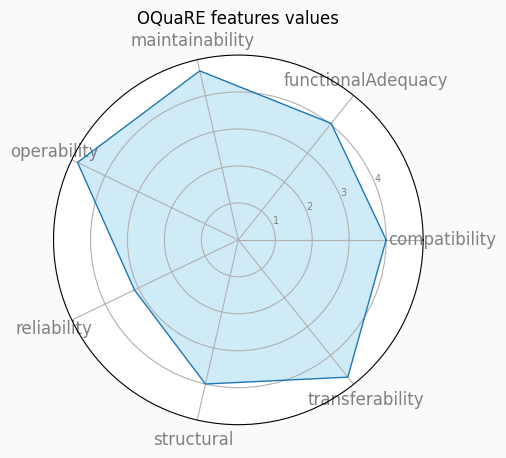 OQuaRE features values
maintainability
functionalAdequacy
operability
4
3
2
1
compatibility
reliability
transferability
structural